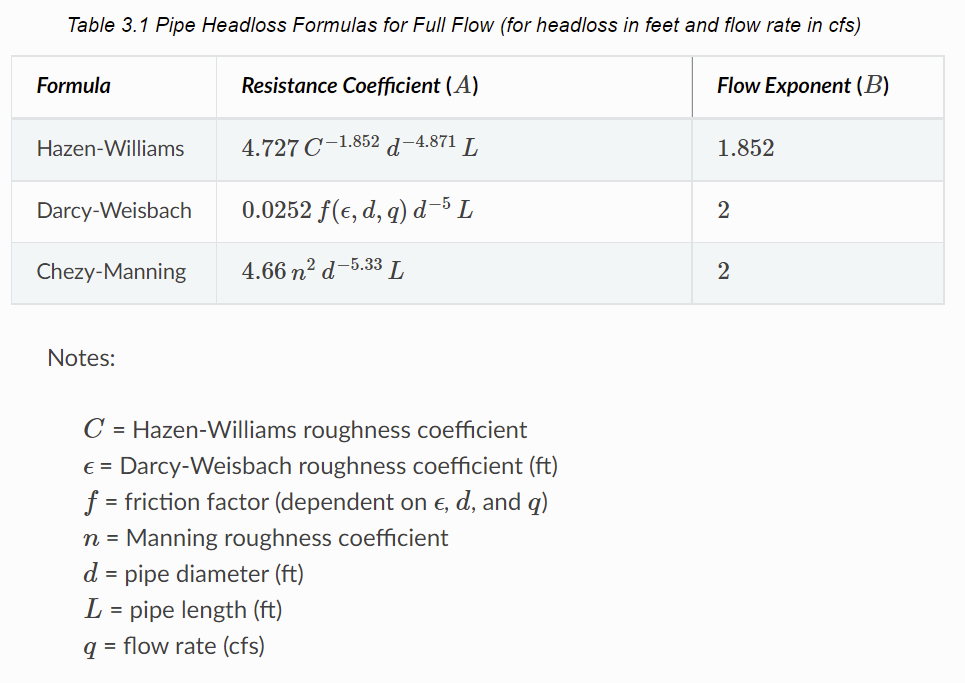 Table 3.1 Pipe Headloss Formulas for Full Flow (for headloss in feet and flow rate in cfs)
Formula Resistance Coefficient (A) Flow Exponent (B)
Hazen-Williams 4.727 C^−1.852 d^−4.871 L 1.852
Darcy-Weisbach 0.0252 f(ϵ, d, q) d^−5 L 2
Chezy-Manning 4.66 n^2 d^−5.33 L 2
Notes:
C = Hazen-Williams roughness coefficient
ϵ = Darcy-Weisbach roughness coefficient (ft)
f = friction factor (dependent on ϵ, d, and q)
n = Manning roughness coefficient
d = pipe diameter (ft)
L = pipe length (ft)
q = flow rate (cfs)